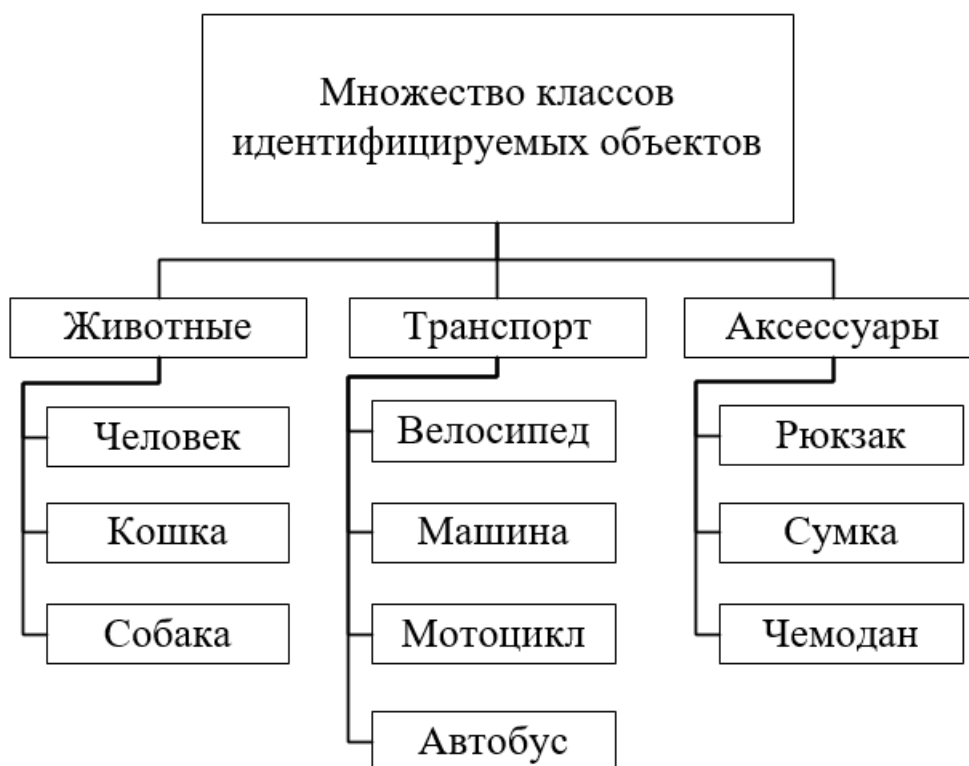 Множество классов
идентифицируемых объектов
Животные
Человек
Кошка
Собака
Транспорт
Велосипед
Машина
Мотоцикл
Автобус
Аксессуары
Рюкзак
Сумка
Чемодан